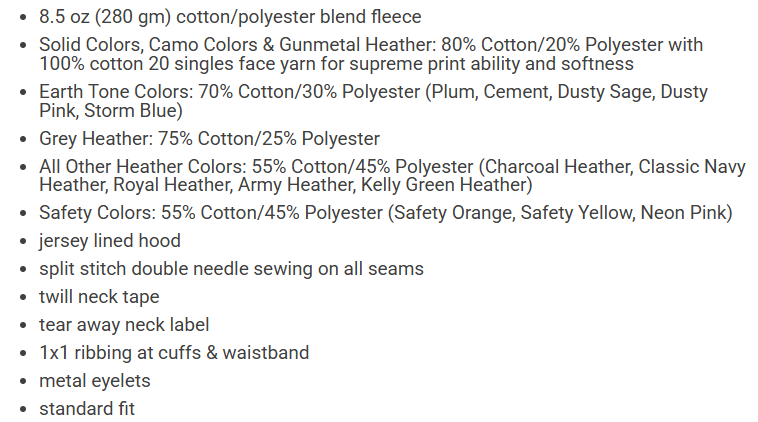 • 8.5 oz (280 gm) cotton/polyester blend fleece
• Solid Colors, Camo Colors & Gunmetal Heather: 80% Cotton/20% Polyester with
100% cotton 20 singles face yarn for supreme print ability and softness
• Earth Tone Colors: 70% Cotton/30% Polyester (Plum, Cement, Dusty Sage, Dusty
Pink, Storm Blue)
• Grey Heather: 75% Cotton/25% Polyester
• All Other Heather Colors: 55% Cotton/45% Polyester (Charcoal Heather, Classic Navy
Heather, Royal Heather, Army Heather, Kelly Green Heather)
• Safety Colors: 55% Cotton/45% Polyester (Safety Orange, Safety Yellow, Neon Pink)
• jersey lined hood
• split stitch double needle sewing on all seams
• twill neck tape
• tear away neck label
• 1x1 ribbing at cuffs & waistband
• metal eyelets
• standard fit